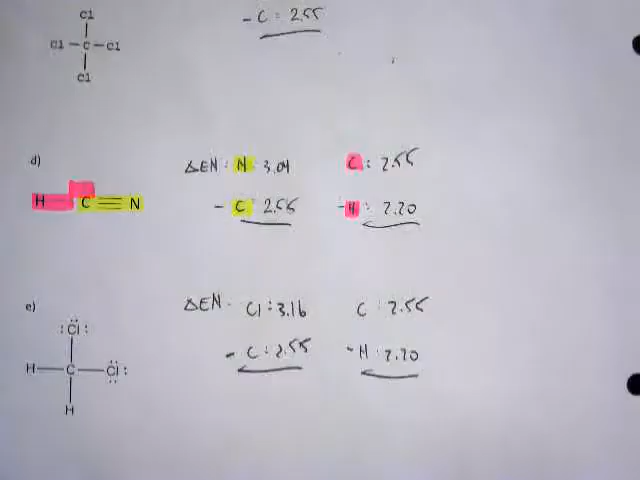 Cl
- C : 2.55
Cl - C - Cl
Cl
d)
ΔEN : N : 3.04 C : 2.55
H - C ≡ N
- C : 2.55 - H : 2.20
e)
ΔEN - Cl : 3.16 C : 2.55
:Cl:
- C : 2.55 - H : 2.20
H - C - Cl:
H